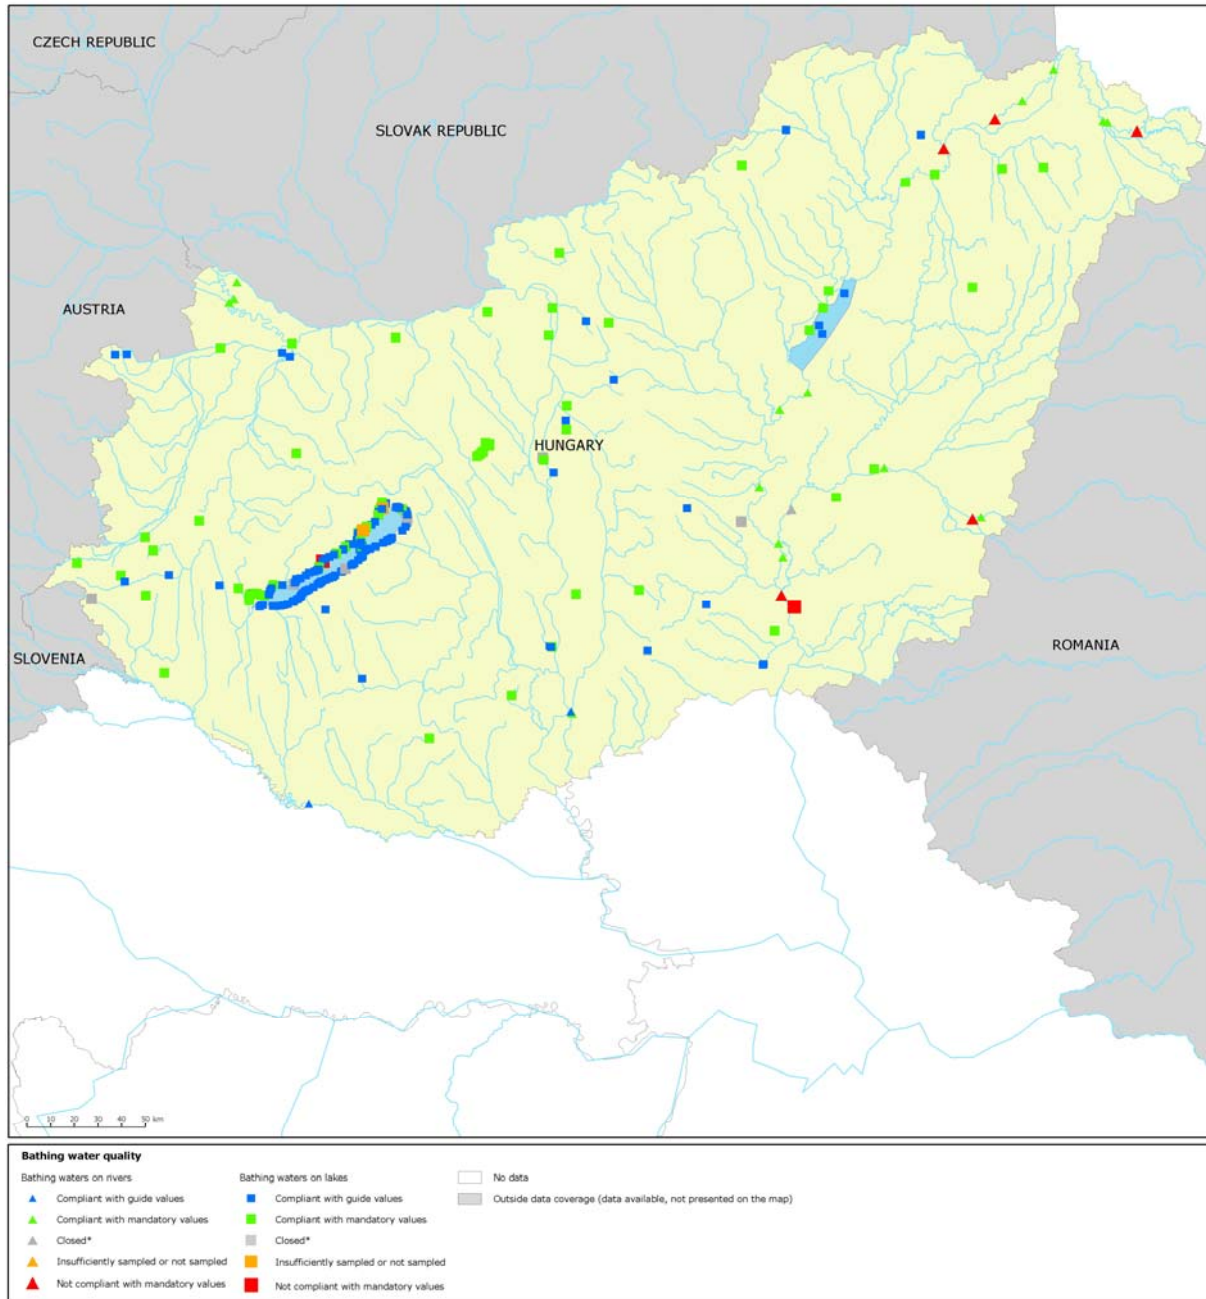 CZECH REPUBLIC
SLOVAK REPUBLIC
AUSTRIA
HUNGARY
SLOVENIA
ROMANIA
0 10 20 30 40 50 km
Bathing water quality
Bathing waters on rivers
Compliant with guide values
Compliant with mandatory values
Closed*
Insufficiently sampled or not sampled
Not compliant with mandatory values
Bathing waters on lakes
Compliant with guide values
Compliant with mandatory values
Closed*
Insufficiently sampled or not sampled
Not compliant with mandatory values
No data
Outside data coverage (data available, not presented on the map)